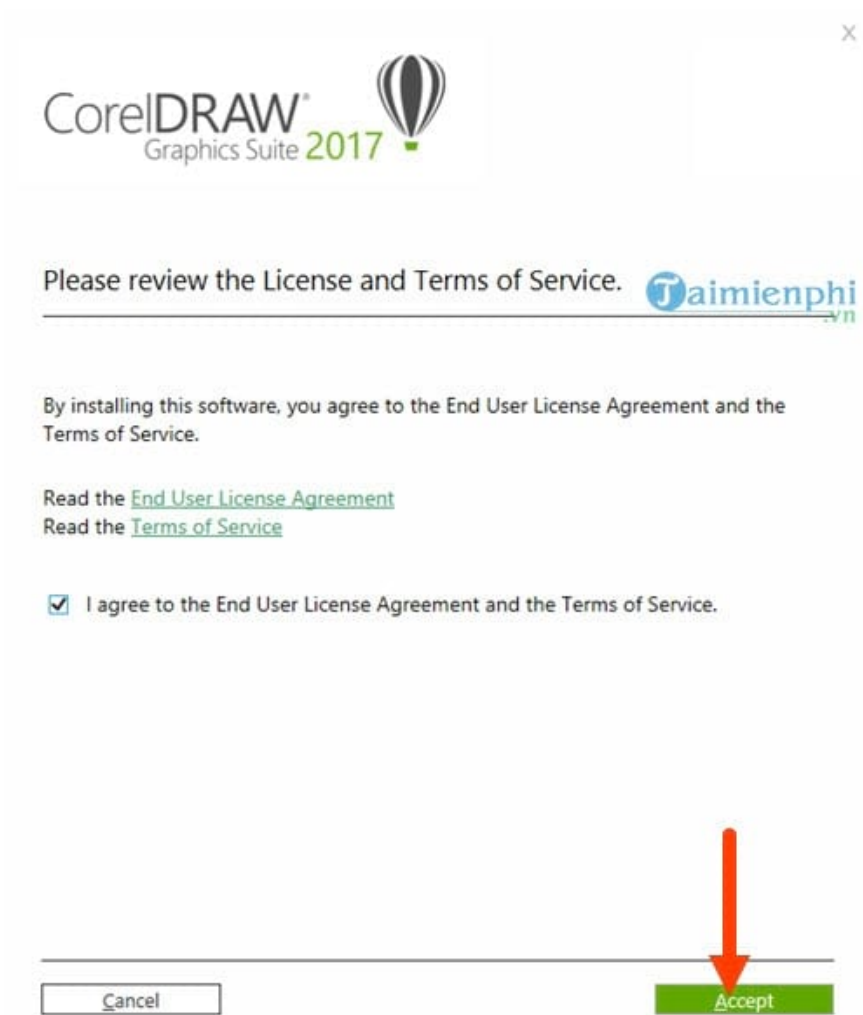 X
CorelDRAW®
Graphics Suite 2017
Please review the License and Terms of Service.
Taimienphi
.vn
By installing this software, you agree to the End User License Agreement and the
Terms of Service.
Read the End User License Agreement
Read the Terms of Service
I agree to the End User License Agreement and the Terms of Service.
Cancel
Accept